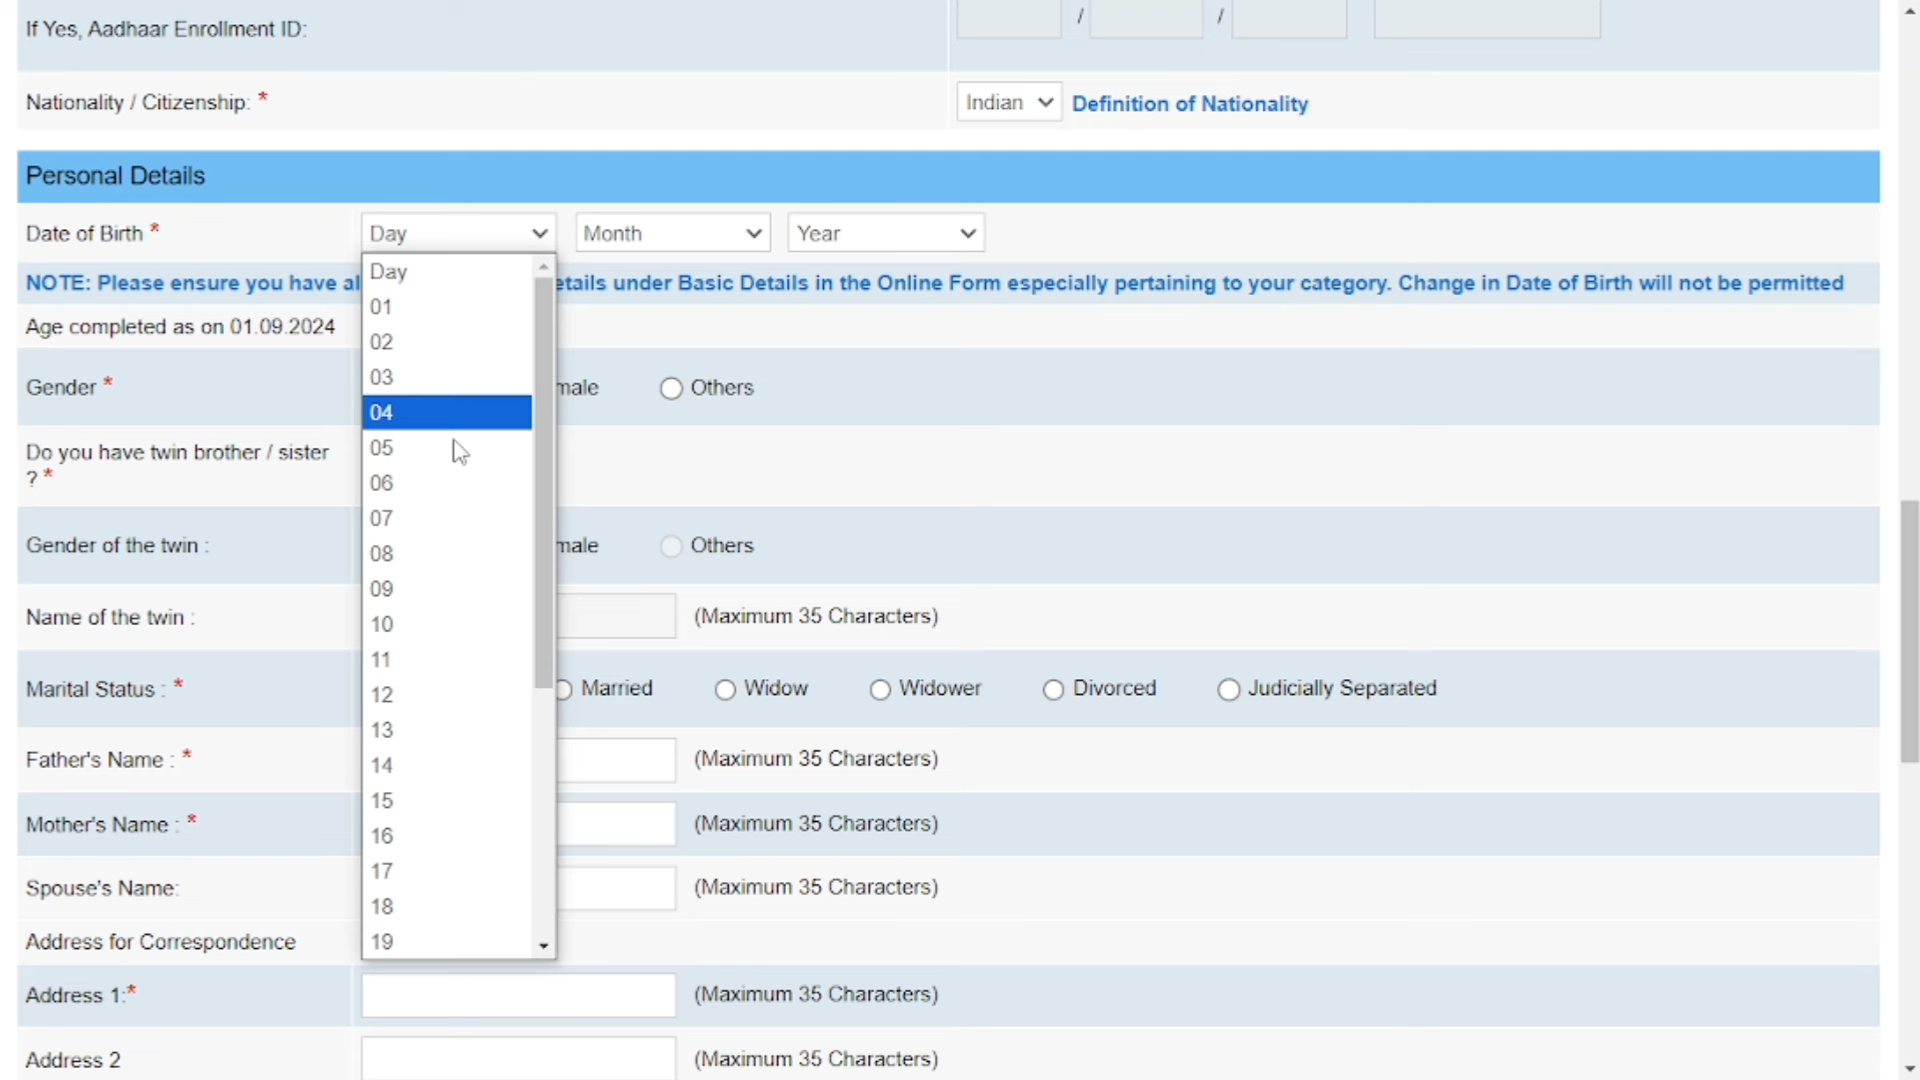 If Yes, Aadhaar Enrollment ID: / /
Nationality / Citizenship: * Indian Definition of Nationality
Personal Details
Date of Birth * Day Month Year
Day
NOTE: Please ensure you have al etails under Basic Details in the Online Form especially pertaining to your category. Change in Date of Birth will not be permitted
01
Age completed as on 01.09.2024
02
03
Gender * male Others
04
Do you have twin brother / sister
? *
05
06
07
Gender of the twin : male Others
08
09
Name of the twin : (Maximum 35 Characters)
10
11
Marital Status : * Married Widow Widower Divorced Judicially Separated
12
13
Father's Name : * (Maximum 35 Characters)
14
15
Mother's Name : * (Maximum 35 Characters)
16
17
Spouse's Name: (Maximum 35 Characters)
18
Address for Correspondence
19
Address 1:* (Maximum 35 Characters)
Address 2 (Maximum 35 Characters)